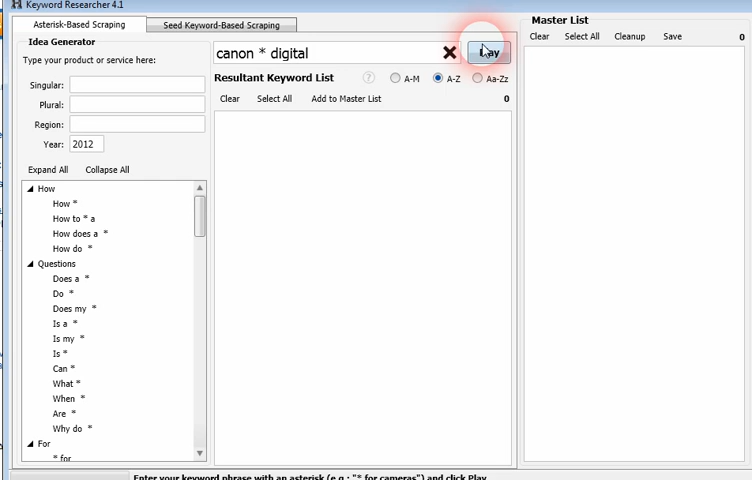 Keyword Researcher 4.1
Asterisk-Based Scraping
Seed Keyword-Based Scraping
Idea Generator
Type your product or service here:
Singular:
Plural:
Region:
Year: 2012
Expand All Collapse All
How
How *
How to * a
How does a *
How do *
Questions
Does a *
Do *
Does my *
Is a *
Is my *
Is *
Can *
What *
When *
Are *
Why do *
For
* for
canon * digital
Play
Resultant Keyword List ? A-M A-Z Aa-Zz
Clear Select All Add to Master List 0
Master List
Clear Select All Cleanup Save 0
Enter your keyword phrase with an asterisk (e.g.: "* for cameras") and click Play